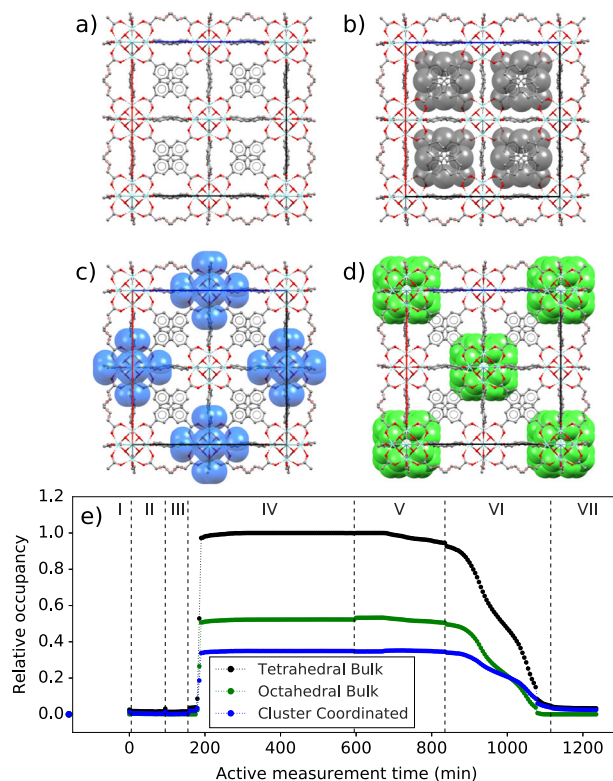 a)
b)
c)
d)
e)
I II III IV V VI VII
Relative occupancy
1.2
1.0
0.8
0.6
0.4
0.2
0.0
Tetrahedral Bulk
Octahedral Bulk
Cluster Coordinated
0 200 400 600 800 1000 1200
Active measurement time (min)